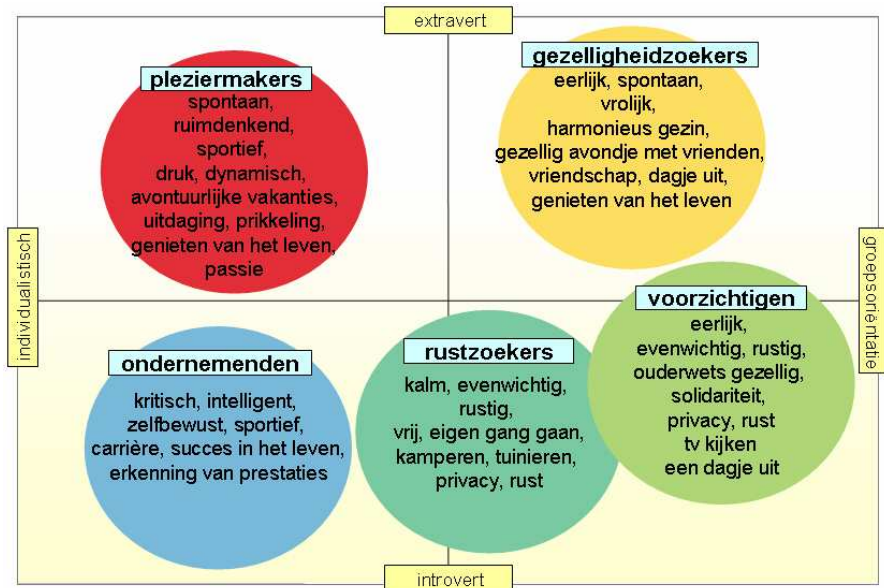 extravert
pleziermakers
spontaan,
ruimdenkend,
sportief,
druk, dynamisch,
avontuurlijke vakanties,
uitdaging, prikkeling,
genieten van het leven,
passie
gezelligheidzoekers
eerlijk, spontaan,
vrolijk,
harmonieus gezin,
gezellig avondje met vrienden,
vriendschap, dagje uit,
genieten van het leven
individualistisch
groepsoriëntatie
ondernemenden
kritisch, intelligent,
zelfbewust, sportief,
carrière, succes in het leven,
erkenning van prestaties
rustzoekers
kalm, evenwichtig,
rustig,
vrij, eigen gang gaan,
kamperen, tuinieren,
privacy, rust
voorzichtigen
eerlijk,
evenwichtig, rustig,
ouderwets gezellig,
solidariteit,
privacy, rust
tv kijken
een dagje uit
introvert